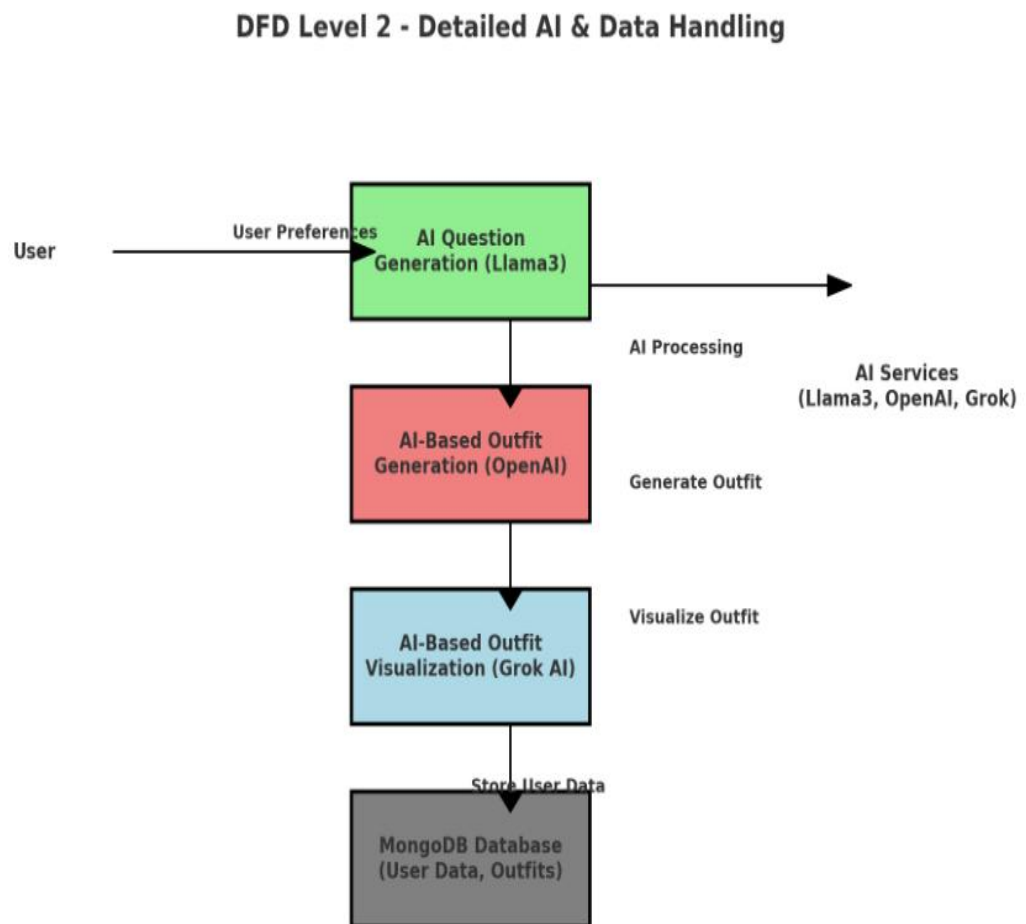 DFD Level 2 - Detailed AI & Data Handling
User Preferences
User
AI Question
Generation (Llama3)
AI Processing
AI Services
(Llama3, OpenAI, Grok)
AI-Based Outfit
Generation (OpenAI)
Generate Outfit
Visualize Outfit
AI-Based Outfit
Visualization (Grok AI)
Store User Data
MongoDB Database
(User Data, Outfits)